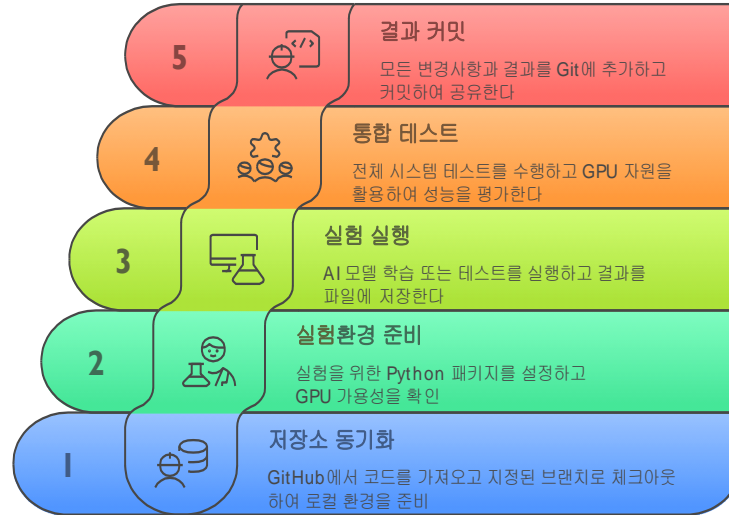 5
결과 커밋
모든 변경사항과 결과를 Git에 추가하고
커밋하여 공유한다
4
통합 테스트
전체 시스템 테스트를 수행하고 GPU 자원을
활용하여 성능을 평가한다
3
실험 실행
AI 모델 학습 또는 테스트를 실행하고 결과를
파일에 저장한다
2
실험환경 준비
실험을 위한 Python 패키지를 설정하고
GPU 가용성을 확인
1
저장소 동기화
GitHub에서 코드를 가져오고 지정된 브랜치로 체크아웃
하여 로컬 환경을 준비